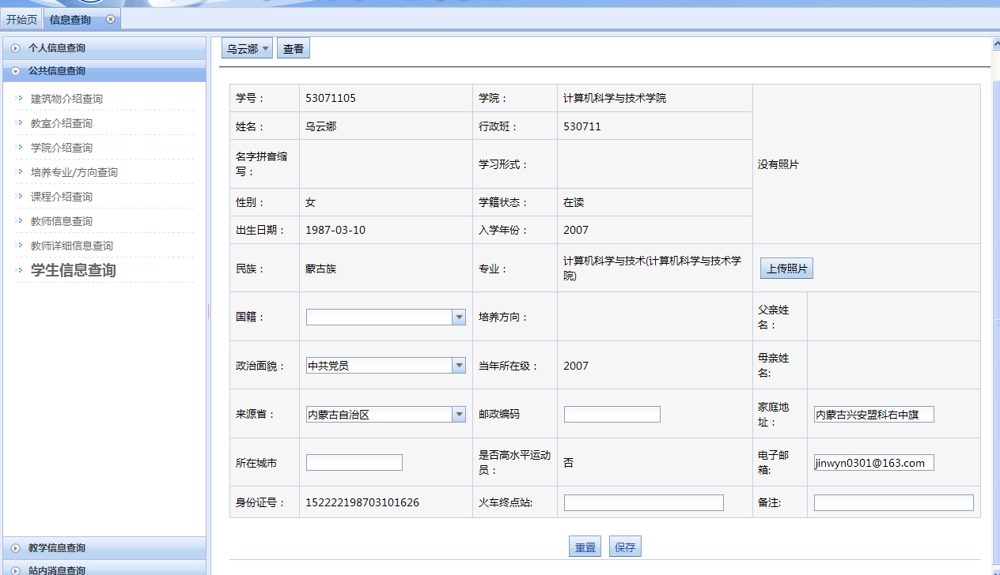 开始页 信息查询
个人信息查询
公共信息查询
建筑物介绍查询
教室介绍查询
学院介绍查询
培养专业/方向查询
课程介绍查询
教师信息查询
教师详细信息查询
学生信息查询
教学信息查询
站内消息查询
乌云娜 查看
学号： 53071105 学院： 计算机科学与技术学院
姓名： 乌云娜 行政班： 530711
名字拼音缩
写： 学习形式： 没有照片
性别： 女 学籍状态： 在读
出生日期： 1987-03-10 入学年份： 2007
民族： 蒙古族 专业： 计算机科学与技术(计算机科学与技术学
院) 上传照片
国籍： 培养方向： 父亲姓
名：
政治面貌： 中共党员 当年所在级： 2007 母亲姓
名:
来源省： 内蒙古自治区 邮政编码 家庭地
址： 内蒙古兴安盟科右中旗
所在城市 是否高水平运动
员： 否 电子邮
箱: jinwyn0301@163.com
身份证号： 152222198703101626 火车终点站: 备注:
重置 保存